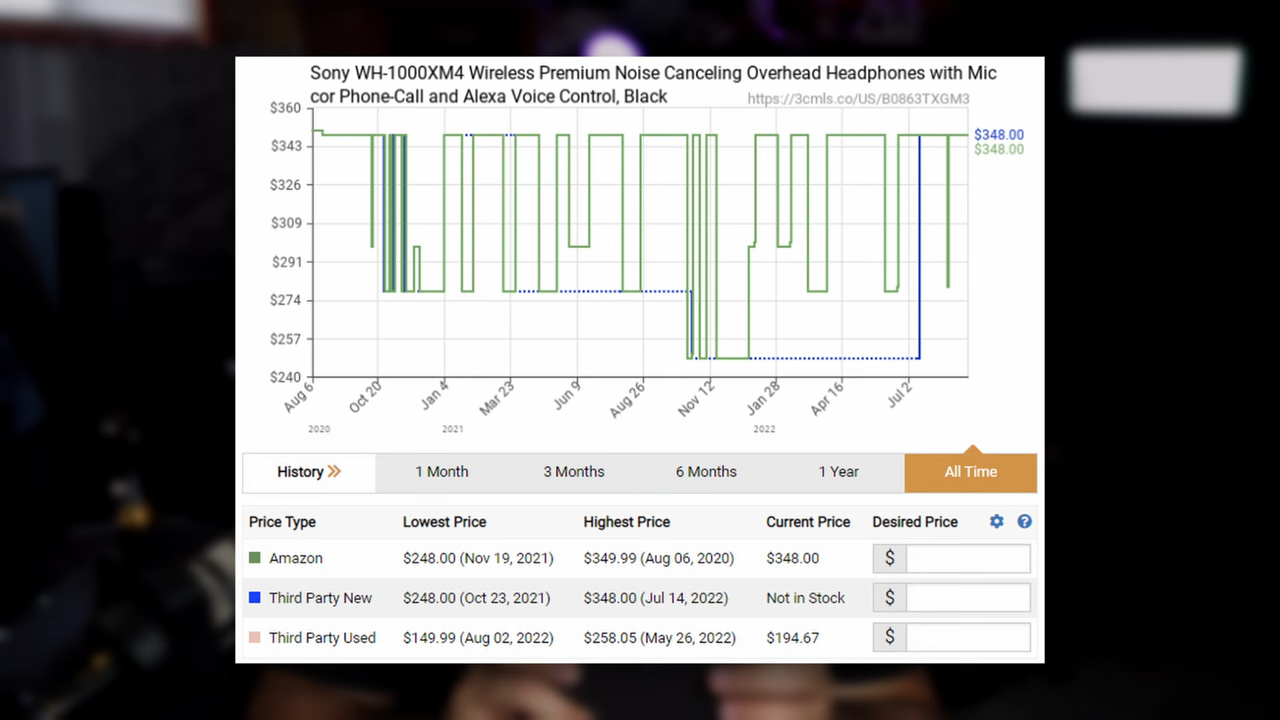 Sony WH-1000XM4 Wireless Premium Noise Canceling Overhead Headphones with Mic
cor Phone-Call and Alexa Voice Control, Black
https://3cmls.co/US/B0863TXGM3
$360
$348.00
$343
$348.00
$326
$309
$291
$274
$257
$240
Aug 6 Oct 20 Jan 4 Mar 23 Jun 9 Aug 26 Nov 12 Jan 28 Apr 16 Jul 2
2020 2021 2022
History 1 Month 3 Months 6 Months 1 Year All Time
Price Type Lowest Price Highest Price Current Price Desired Price ?
Amazon $248.00 (Nov 19, 2021) $349.99 (Aug 06, 2020) $348.00 $
Third Party New $248.00 (Oct 23, 2021) $348.00 (Jul 14, 2022) Not in Stock $
Third Party Used $149.99 (Aug 02, 2022) $258.05 (May 26, 2022) $194.67 $